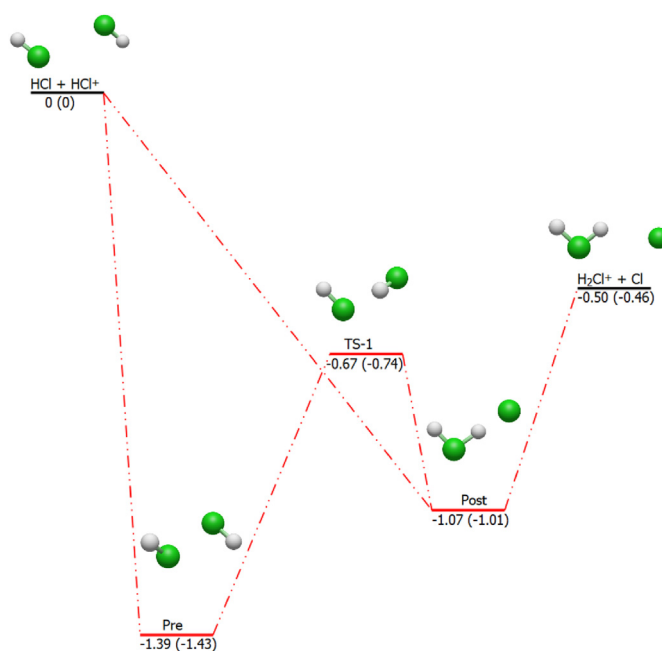 HCl + HCl⁺
0 (0)
H₂Cl⁺ + Cl
-0.50 (-0.46)
TS-1
-0.67 (-0.74)
Post
-1.07 (-1.01)
Pre
-1.39 (-1.43)